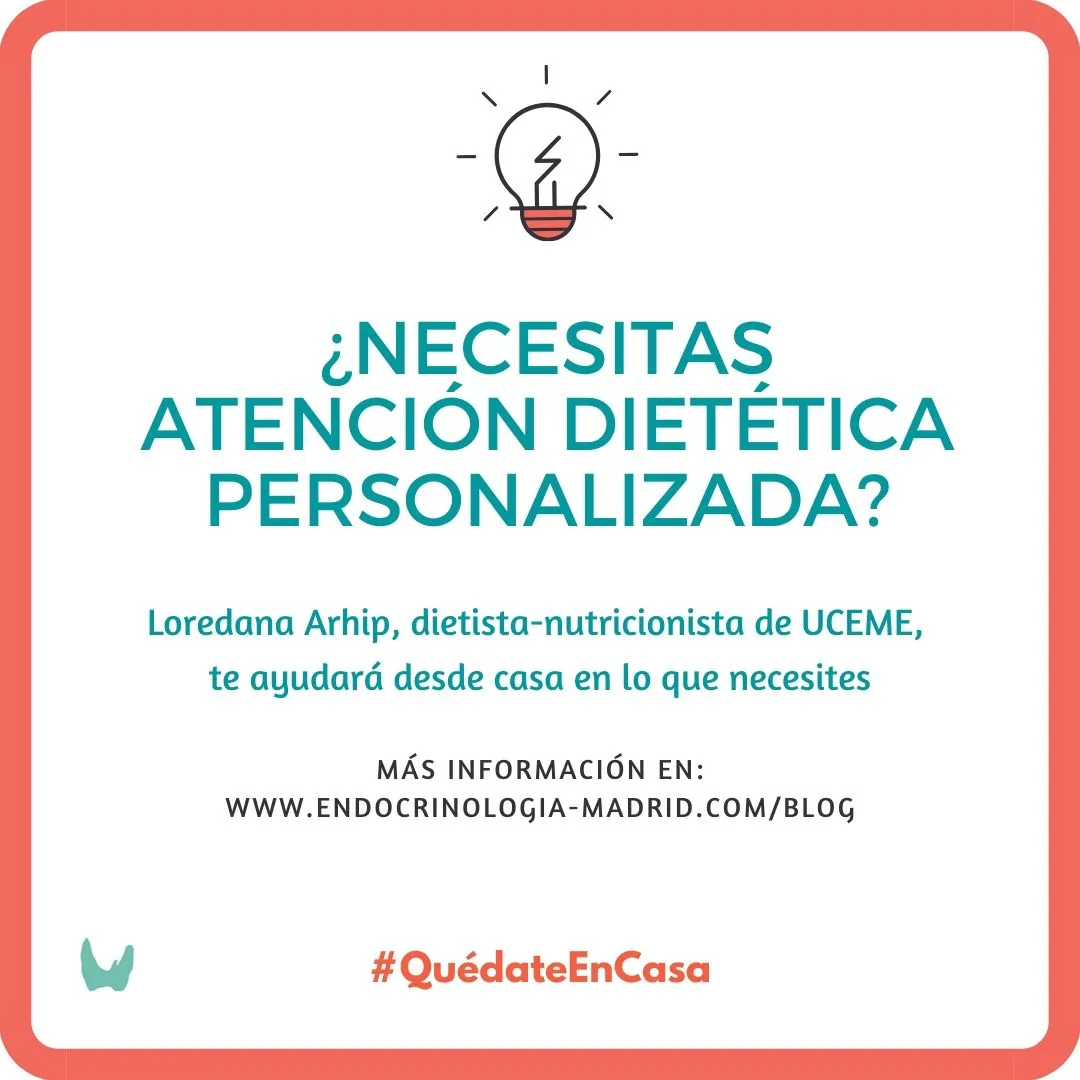 ¿NECESITAS
ATENCIÓN DIETÉTICA
PERSONALIZADA?
Loredana Arhip, dietista-nutricionista de UCEME,
te ayudará desde casa en lo que necesites
MÁS INFORMACIÓN EN:
WWW.ENDOCRINOLOGIA-MADRID.COM/BLOG
#QuédateEnCasa